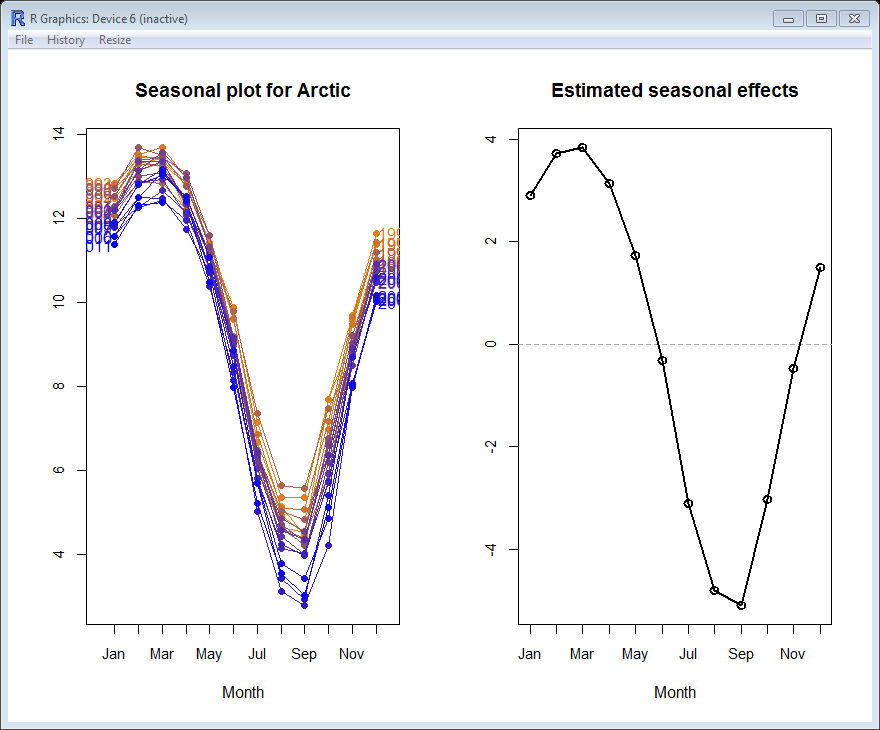 R Graphics: Device 6 (inactive)
File History Resize
Seasonal plot for Arctic
14
12
10
8
6
4
Jan Mar May Jul Sep Nov
Month
Estimated seasonal effects
4
2
0
-2
-4
Jan Mar May Jul Sep Nov
Month